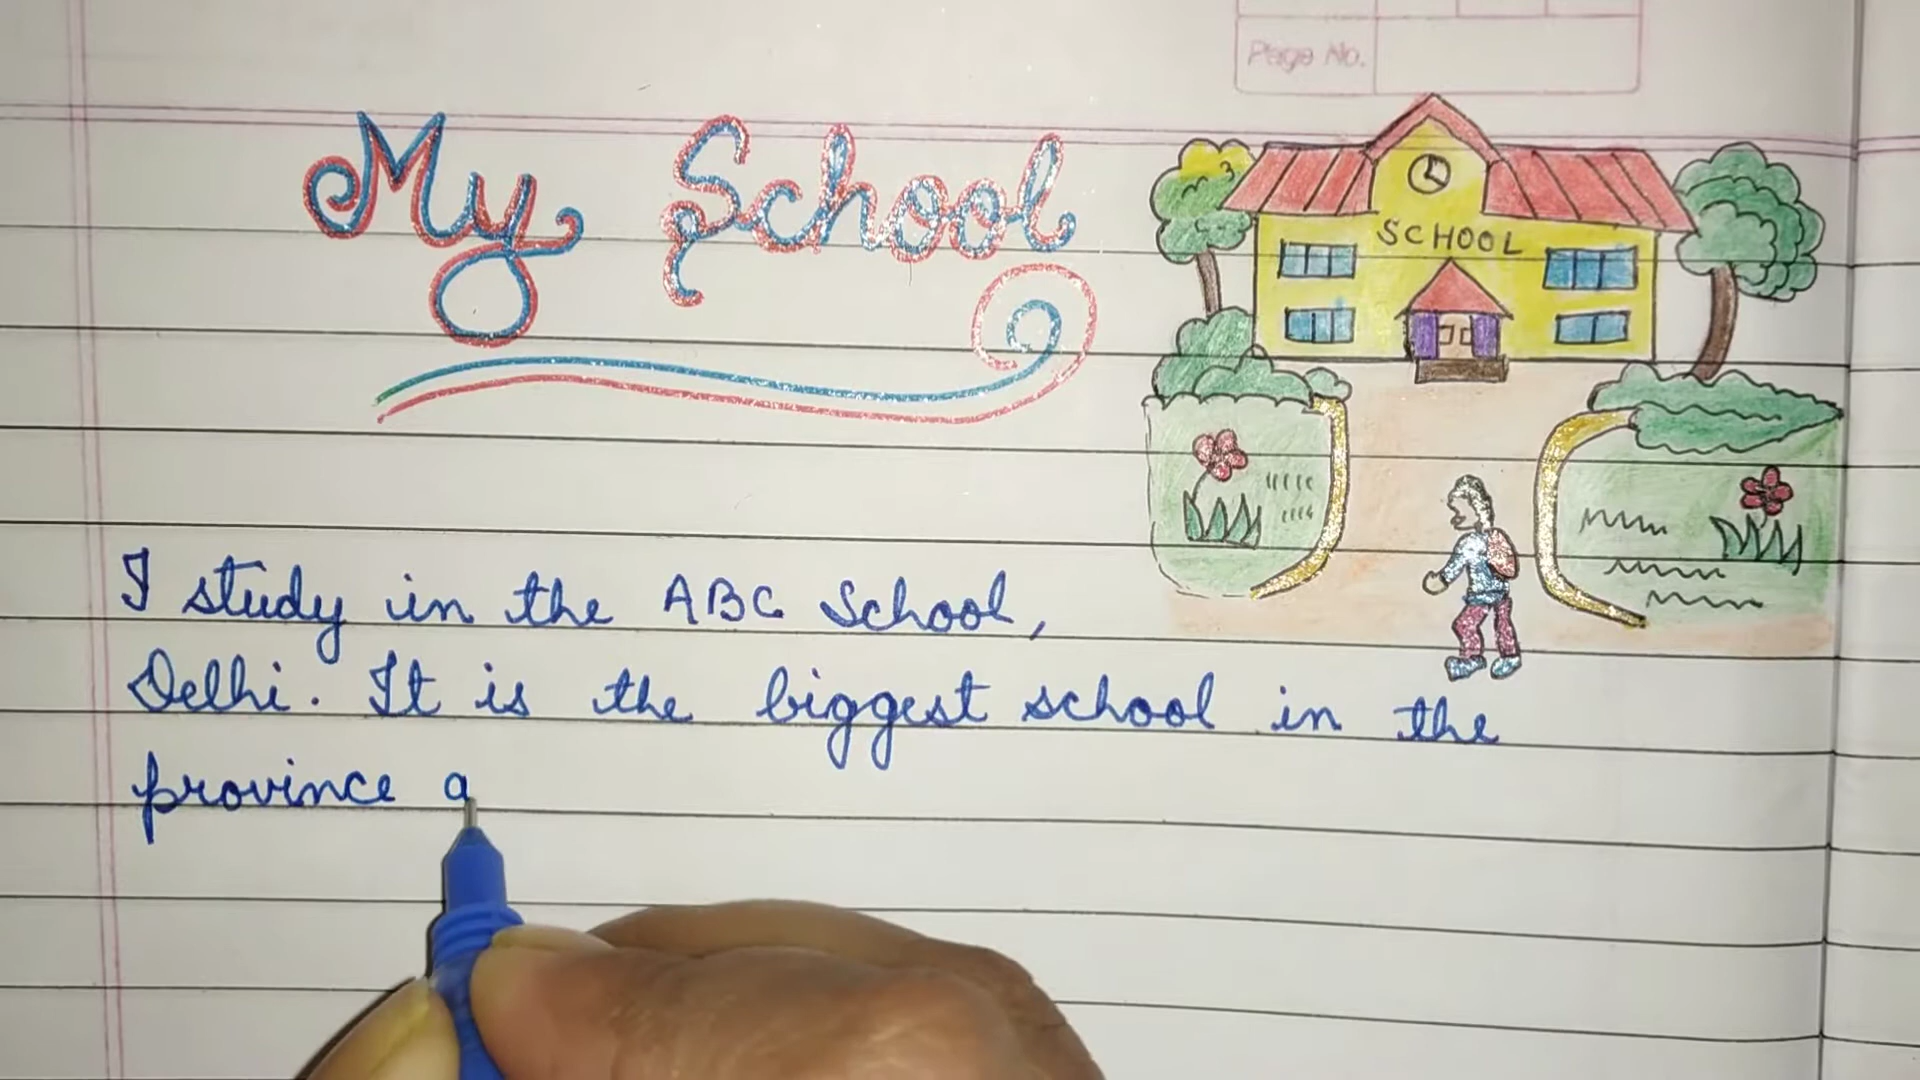 Page No.
My School
SCHOOL
I study in the ABC School,
Delhi. It is the biggest school in the
province a